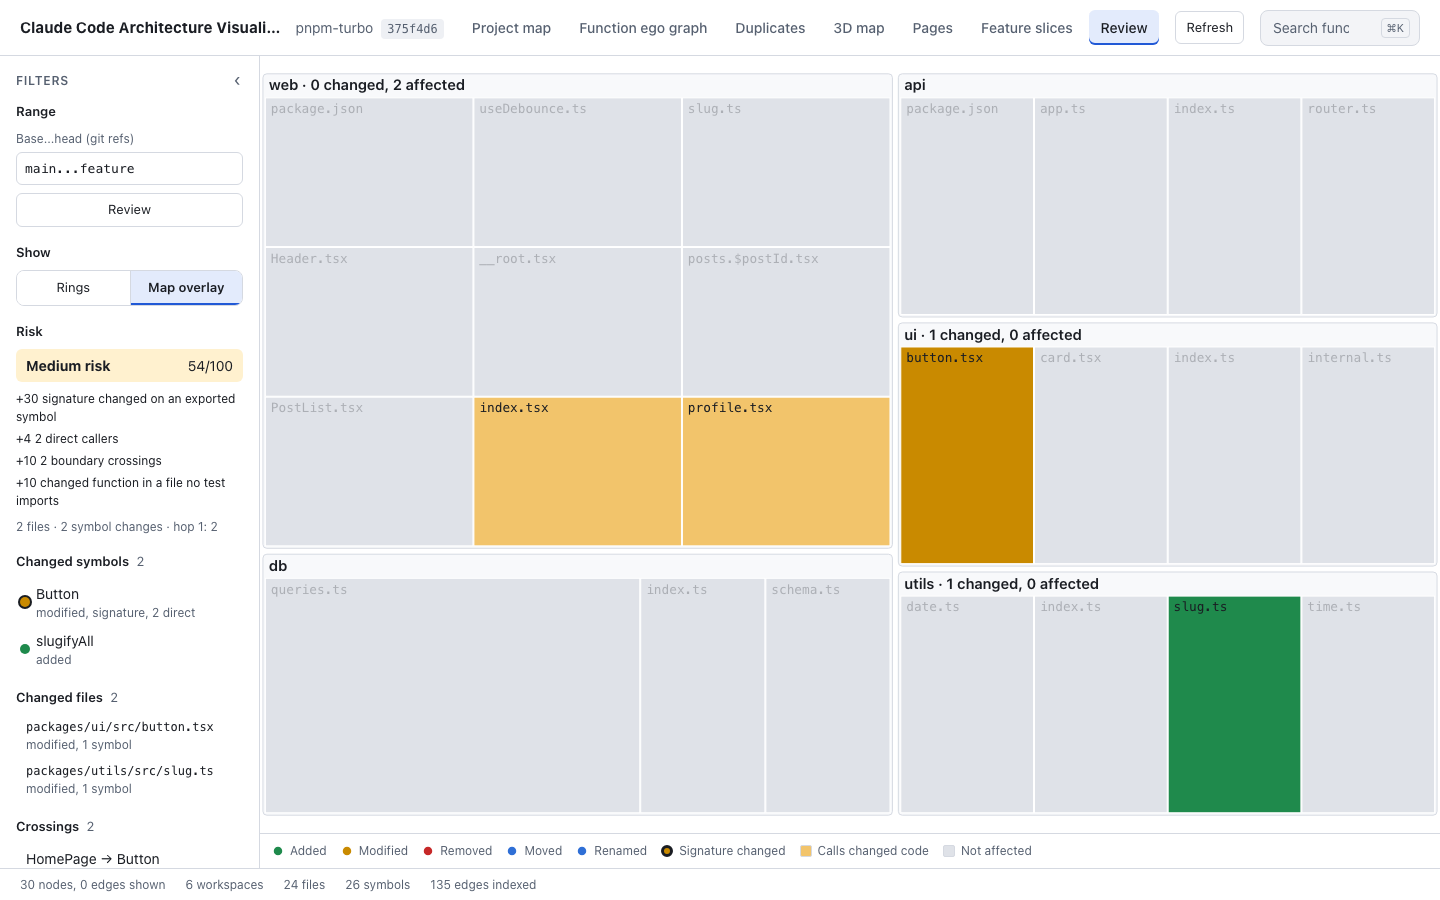 Claude Code Architecture Visuali...
pnpm-turbo
375f4d6
Project map
Function ego graph
Duplicates
3D map
Pages
Feature slices
Review
Refresh
Search func
⌘K
FILTERS
Range
Base...head (git refs)
main...feature
Review
Show
Rings
Map overlay
Risk
Medium risk
54/100
+30 signature changed on an exported
symbol
+4 2 direct callers
+10 2 boundary crossings
+10 changed function in a file no test
imports
2 files · 2 symbol changes · hop 1: 2
Changed symbols 2
Button
modified, signature, 2 direct
slugifyAll
added
Changed files 2
packages/ui/src/button.tsx
modified, 1 symbol
packages/utils/src/slug.ts
modified, 1 symbol
Crossings 2
HomePage → Button
web · 0 changed, 2 affected
package.json
useDebounce.ts
slug.ts
Header.tsx
__root.tsx
posts.$postId.tsx
PostList.tsx
index.tsx
profile.tsx
db
queries.ts
index.ts
schema.ts
api
package.json
app.ts
index.ts
router.ts
ui · 1 changed, 0 affected
button.tsx
card.tsx
index.ts
internal.ts
utils · 1 changed, 0 affected
date.ts
index.ts
slug.ts
time.ts
Added
Modified
Removed
Moved
Renamed
Signature changed
Calls changed code
Not affected
30 nodes, 0 edges shown
6 workspaces
24 files
26 symbols
135 edges indexed